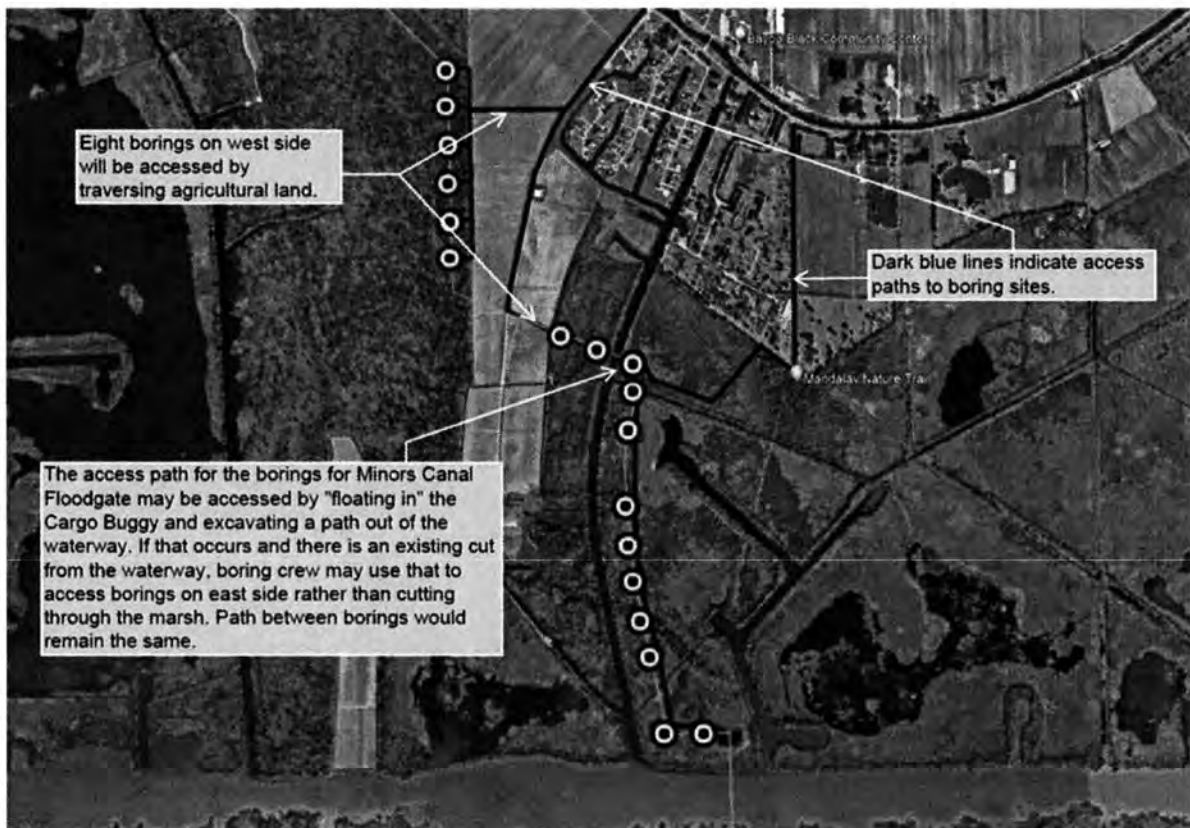 Bayou Black Community Center
Eight borings on west side
will be accessed by
traversing agricultural land.
Dark blue lines indicate access
paths to boring sites.
Mandalay Nature Trail
The access path for the borings for Minors Canal
Floodgate may be accessed by "floating in" the
Cargo Buggy and excavating a path out of the
waterway. If that occurs and there is an existing cut
from the waterway, boring crew may use that to
access borings on east side rather than cutting
through the marsh. Path between borings would
remain the same.